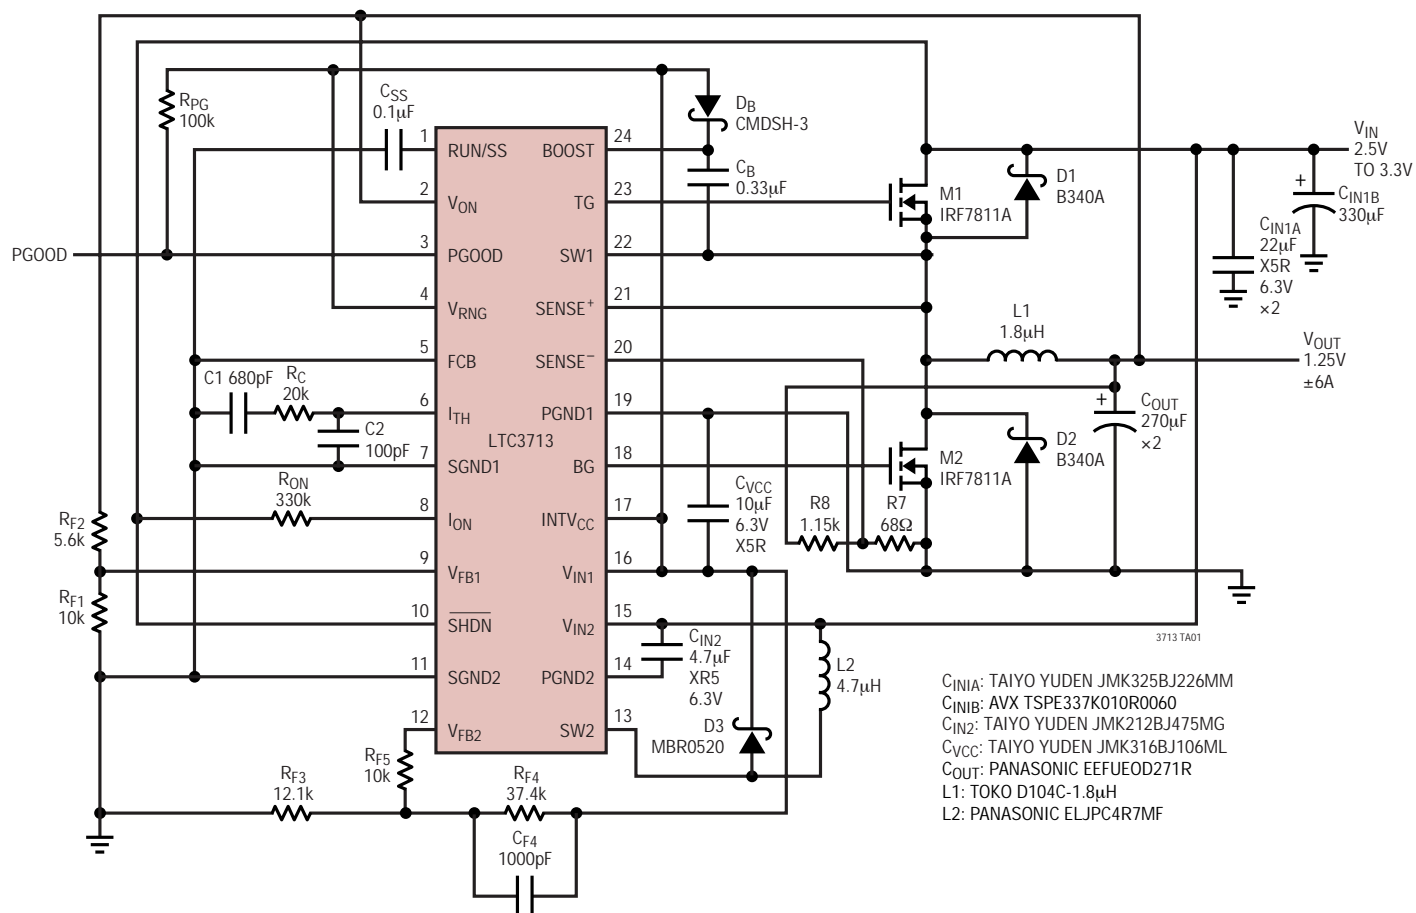 RPG
100k
CSS
0.1µF
DB
CMDSH-3
CB
0.33µF
VIN
2.5V
TO 3.3V
D1
B340A
M1
IRF7811A
CIN1B
330µF
+
CIN1A
22µF
X5R
6.3V
×2
PGOOD
1
RUN/SS
2
VON
3
PGOOD
4
VRNG
5
FCB
6
ITH
7
SGND1
8
ION
9
VFB1
10
SHDN
11
SGND2
12
VFB2
LTC3713
24
BOOST
23
TG
22
SW1
21
SENSE+
20
SENSE−
19
PGND1
18
BG
17
INTVCC
16
VIN1
15
VIN2
14
PGND2
13
SW2
L1
1.8µH
VOUT
1.25V
±6A
C1 680pF
RC
20k
C2
100pF
RON
330k
+
COUT
270µF
×2
M2
IRF7811A
D2
B340A
CVCC
10µF
6.3V
X5R
R8
1.15k
R7
68Ω
RF2
5.6k
RF1
10k
CIN2
4.7µF
XR5
6.3V
L2
4.7µH
D3
MBR0520
3713 TA01
RF5
10k
RF3
12.1k
RF4
37.4k
CF4
1000pF
CINIA: TAIYO YUDEN JMK325BJ226MM
CINIB: AVX TSPE337K010R0060
CIN2: TAIYO YUDEN JMK212BJ475MG
CVCC: TAIYO YUDEN JMK316BJ106ML
COUT: PANASONIC EEFUEOD271R
L1: TOKO D104C-1.8µH
L2: PANASONIC ELJPC4R7MF